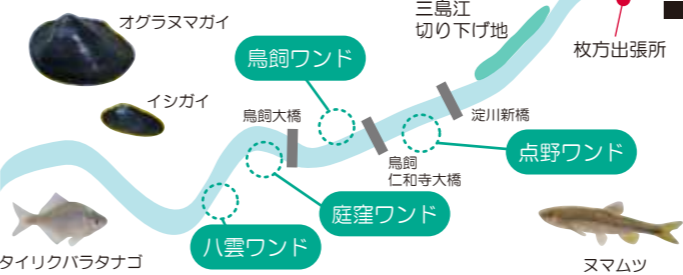 オグラヌマガイ
イシガイ
三島江
切り下げ地
枚方出張所
鳥飼ワンド
鳥飼大橋
淀川新橋
鳥飼
仁和寺大橋
点野ワンド
庭窪ワンド
八雲ワンド
タイリクバラタナゴ
ヌマムツ